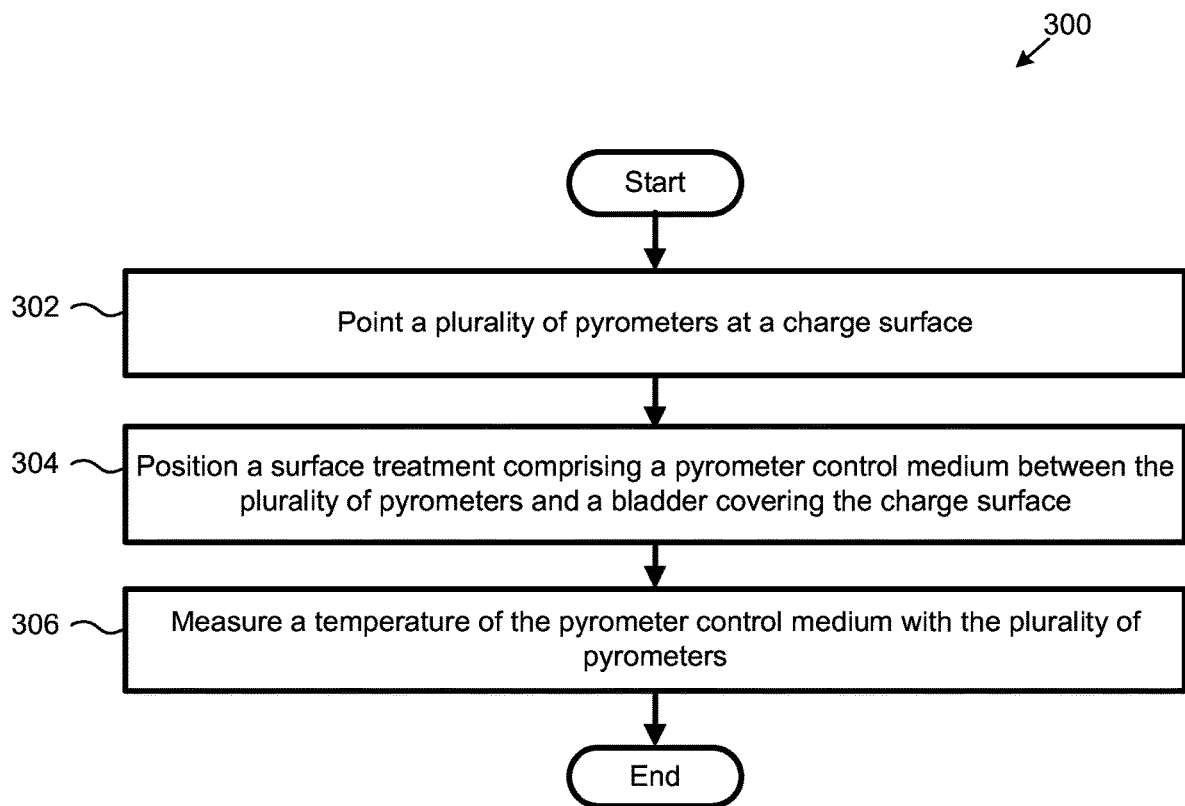 300
Start
302
Point a plurality of pyrometers at a charge surface
304
Position a surface treatment comprising a pyrometer control medium between the
plurality of pyrometers and a bladder covering the charge surface
306
Measure a temperature of the pyrometer control medium with the plurality of
pyrometers
End